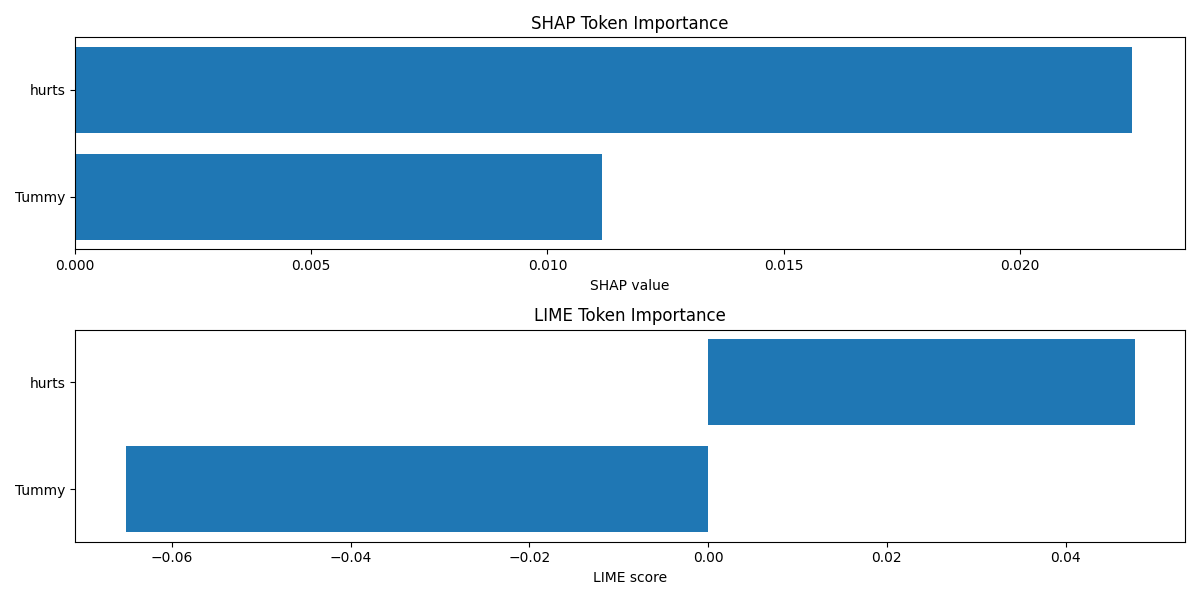 SHAP Token Importance
hurts
Tummy
0.000 0.005 0.010 0.015 0.020
SHAP value
LIME Token Importance
hurts
Tummy
−0.06 −0.04 −0.02 0.00 0.02 0.04
LIME score